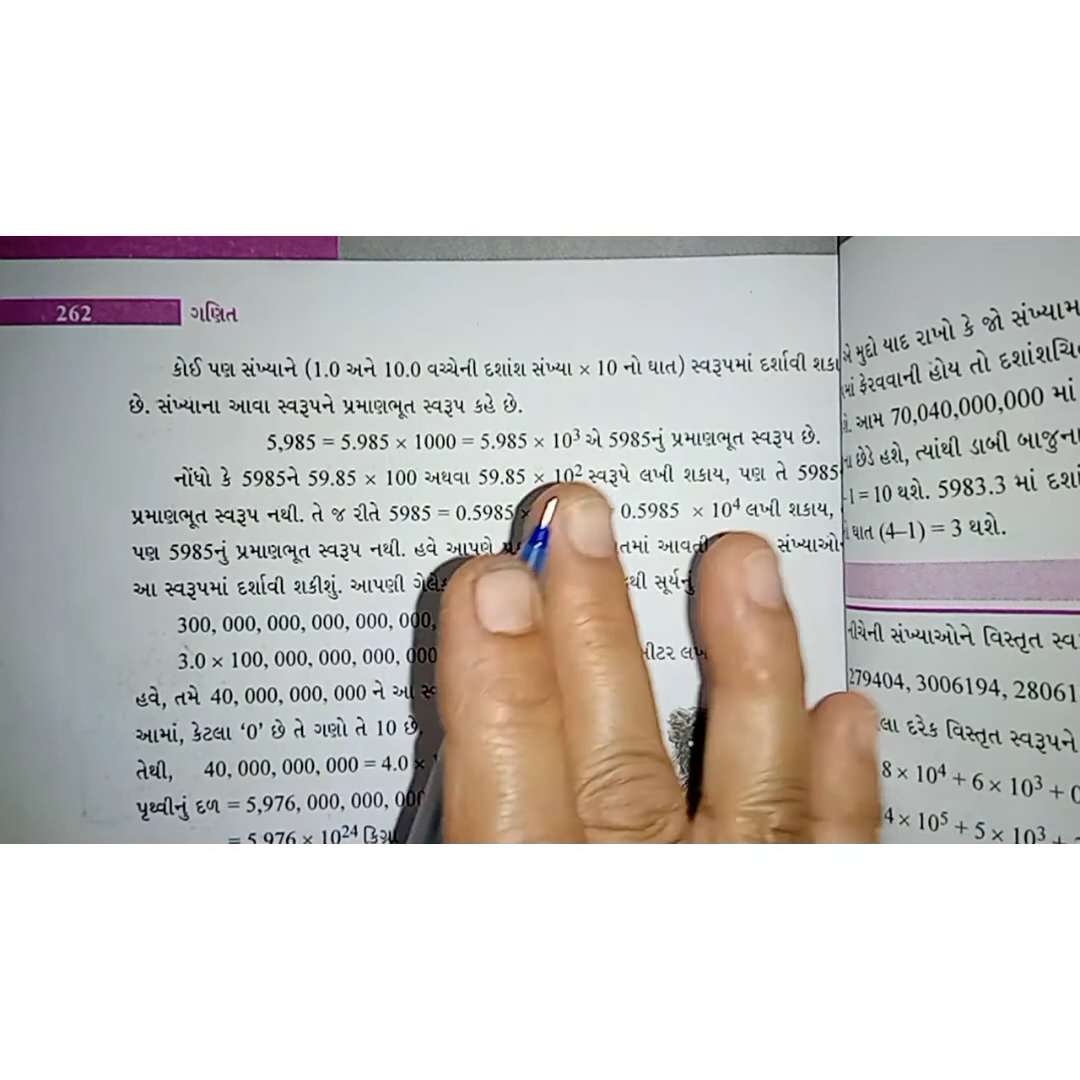 262 ગણિત
કોઈ પણ સંખ્યાને (1.0 અને 10.0 વચ્ચેની દશાંશ સંખ્યા × 10 નો ઘાત) સ્વરૂપમાં દર્શાવી શકા
છે. સંખ્યાના આવા સ્વરૂપને પ્રમાણભૂત સ્વરૂપ કહે છે.
5,985 = 5.985 × 1000 = 5.985 × 10³ એ 5985નું પ્રમાણભૂત સ્વરૂપ છે.
નોંધો કે 5985ને 59.85 × 100 અથવા 59.85 × 10² સ્વરૂપે લખી શકાય, પણ તે 5985
પ્રમાણભૂત સ્વરૂપ નથી. તે જ રીતે 5985 = 0.5985 × 0.5985 × 10⁴ લખી શકાય,
પણ 5985નું પ્રમાણભૂત સ્વરૂપ નથી. હવે આપણે આવતી સંખ્યાઓને
આ સ્વરૂપમાં દર્શાવી શકીશું. આપણી સૂર્યનું
300, 000, 000, 000, 000, 000,
3.0 × 100, 000, 000, 000, 000 મીટર
હવે, તમે 40, 000, 000, 000 ને આ
આમાં, કેટલા ‘0’ છે તે ગણો તે 10 છે,
તેથી, 40, 000, 000, 000 = 4.0 ×
પૃથ્વીનું દળ = 5,976, 000, 000, 000
= 5.976 × 10²⁴ કિગ્રા
એ મુદ્દો યાદ રાખો કે જો
ફેરવવાની હોય તો
આમ 70,040,000,000 માં
છેડે હશે, ત્યાંથી ડાબી બાજુના
–1 = 10 થશે. 5983.3 માં
ઘાત (4–1) = 3 થશે.
નીચેની સંખ્યાઓને વિસ્તૃત
279404, 3006194, 28061
દરેક વિસ્તૃત સ્વરૂપને
8 × 10⁴ + 6 × 10³ + 0
4 × 10⁵ + 5 × 10³ +